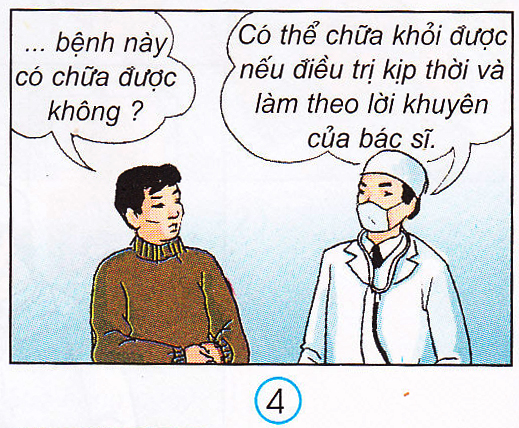 ... bệnh này
có chữa được
không ?
Có thể chữa khỏi được
nếu điều trị kịp thời và
làm theo lời khuyên
của bác sĩ.
4